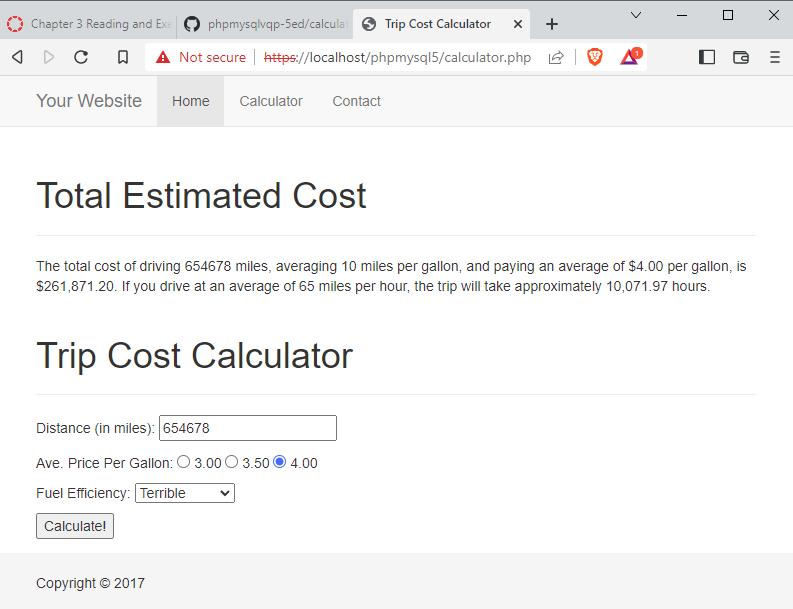 Chapter 3 Reading and Exe
phpmysqlvqp-5ed/calculat
Trip Cost Calculator
Not secure
https://localhost/phpmysql5/calculator.php
1
Your Website
Home
Calculator
Contact
Total Estimated Cost
The total cost of driving 654678 miles, averaging 10 miles per gallon, and paying an average of $4.00 per gallon, is
$261,871.20. If you drive at an average of 65 miles per hour, the trip will take approximately 10,071.97 hours.
Trip Cost Calculator
Distance (in miles): 654678
Ave. Price Per Gallon: 3.00 3.50 4.00
Fuel Efficiency: Terrible
Calculate!
Copyright © 2017